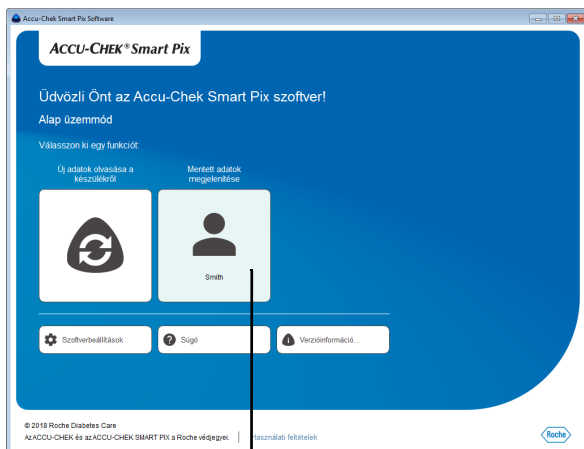 Accu-Chek Smart Pix Software
ACCU-CHEK® Smart Pix
Üdvözli Önt az Accu-Chek Smart Pix szoftver!
Alap üzemmód
Válasszon ki egy funkciót:
Új adatok olvasása a
készülékről
Mentett adatok
megjelenítése
Smith
Szoftverbeállítások
Súgó
Verzióinformáció...
© 2018 Roche Diabetes Care
Az ACCU-CHEK és az ACCU-CHEK SMART PIX a Roche védjegyei.
Használati feltételek
Roche